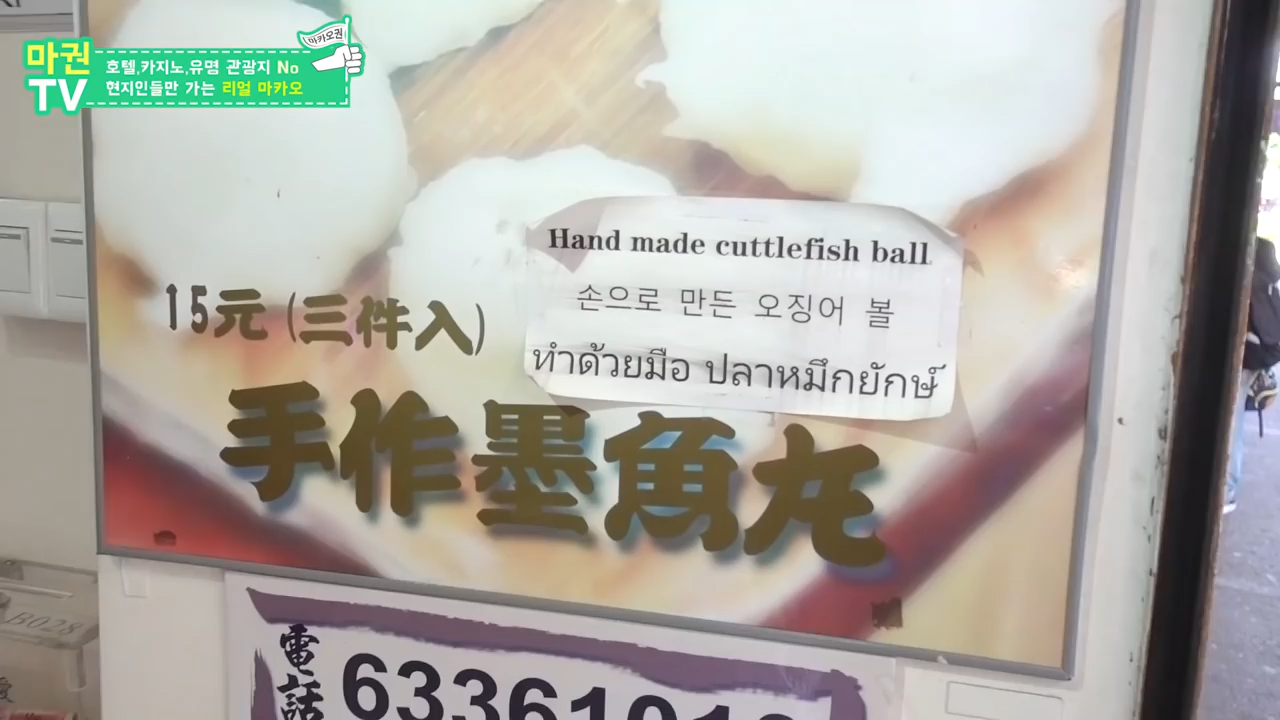 마카오권
마권
TV
호텔,카지노,유명 관광지 No
현지인들만 가는 리얼 마카오
Hand made cuttlefish ball
손으로 만든 오징어 볼
ทำด้วยมือ ปลาหมึกยักษ์
15元 (三件入)
手作墨魚丸
電話
B028